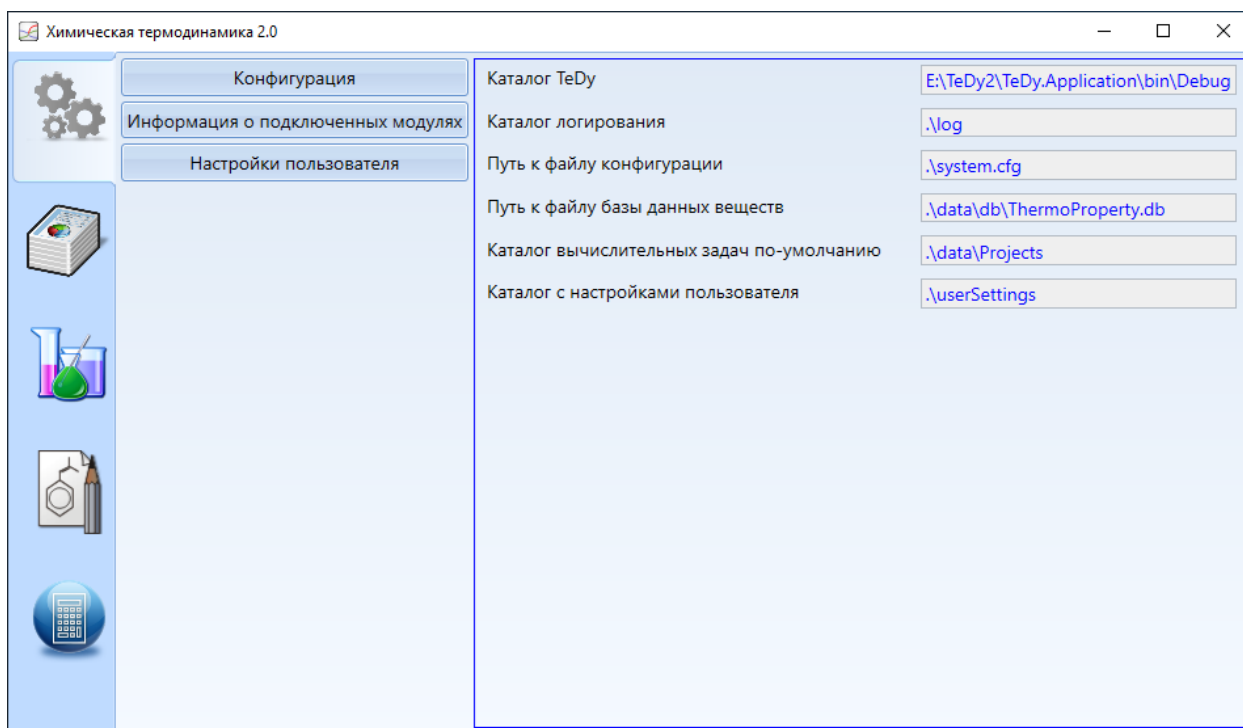 Химическая термодинамика 2.0
Конфигурация
Информация о подключенных модулях
Настройки пользователя
Каталог TeDy
E:\TeDy2\TeDy.Application\bin\Debug
Каталог логирования
.\log
Путь к файлу конфигурации
.\system.cfg
Путь к файлу базы данных веществ
.\data\db\ThermoProperty.db
Каталог вычислительных задач по-умолчанию
.\data\Projects
Каталог с настройками пользователя
.\userSettings